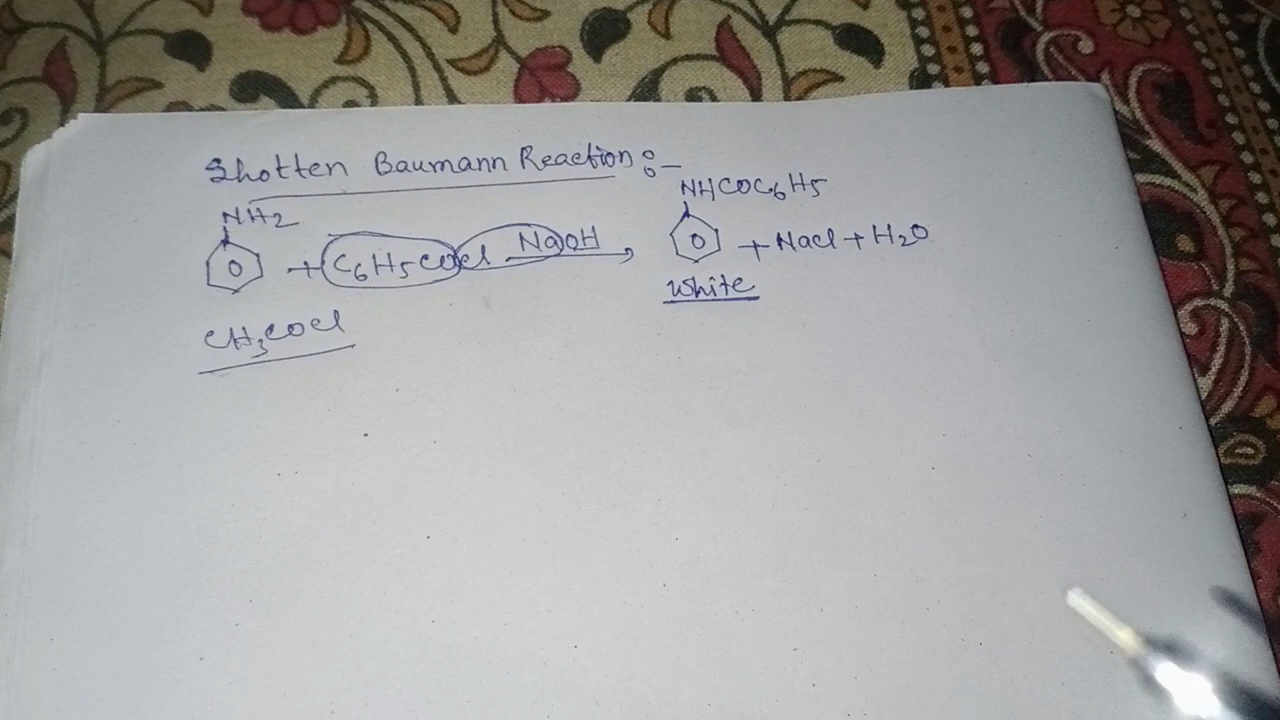 Shotten Baumann Reaction :-
NH2 NHCOC6H5
+ C6H5COCl NaOH → + NaCl + H2O
White
CH3COCl